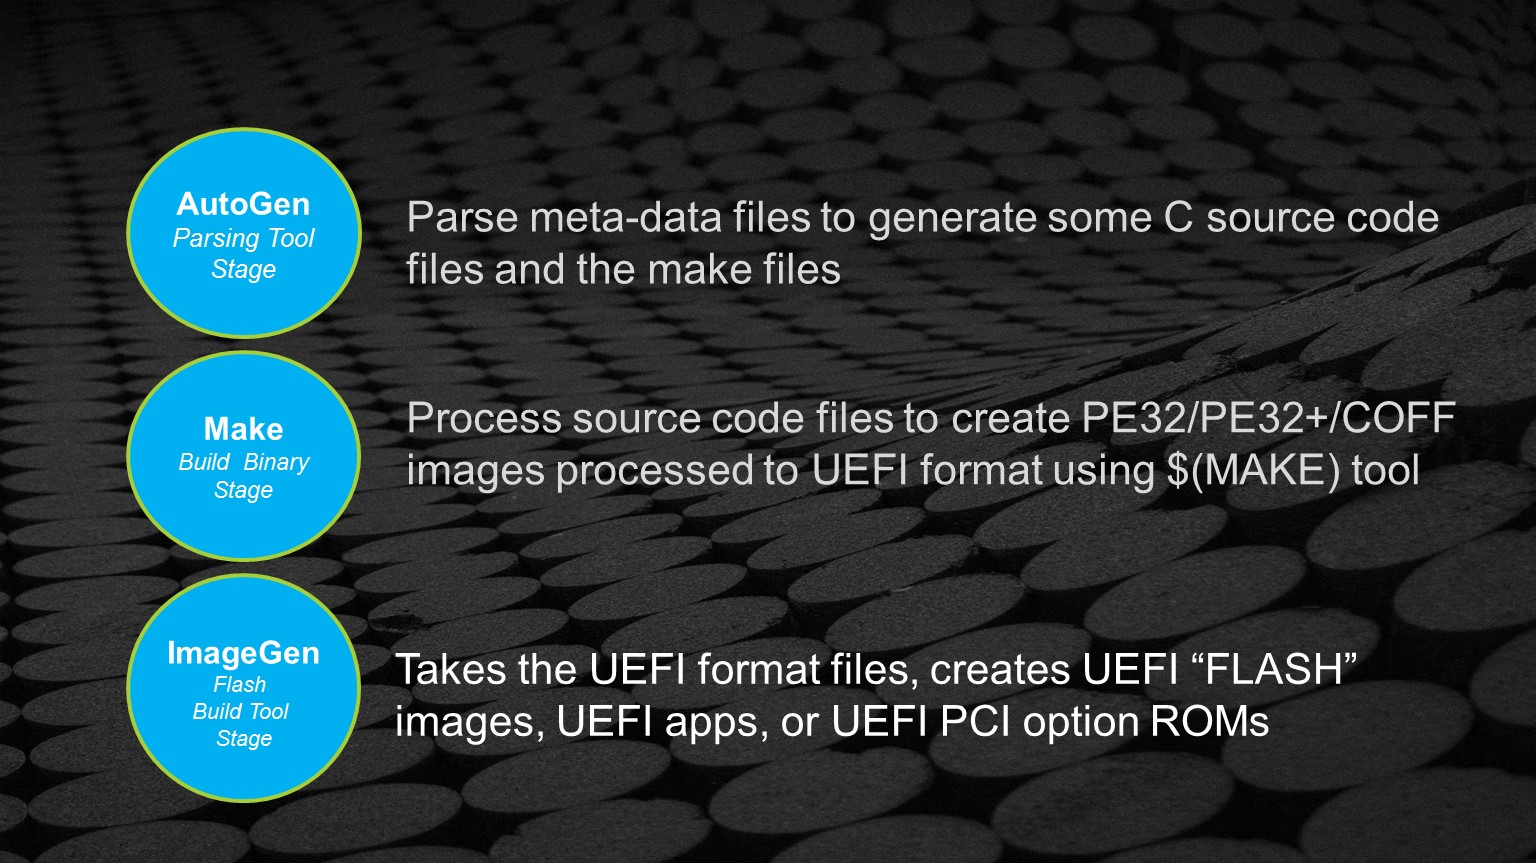 AutoGen
Parsing Tool
Stage
Parse meta-data files to generate some C source code
files and the make files
Make
Build Binary
Stage
Process source code files to create PE32/PE32+/COFF
images processed to UEFI format using $(MAKE) tool
ImageGen
Flash
Build Tool
Stage
Takes the UEFI format files, creates UEFI “FLASH”
images, UEFI apps, or UEFI PCI option ROMs